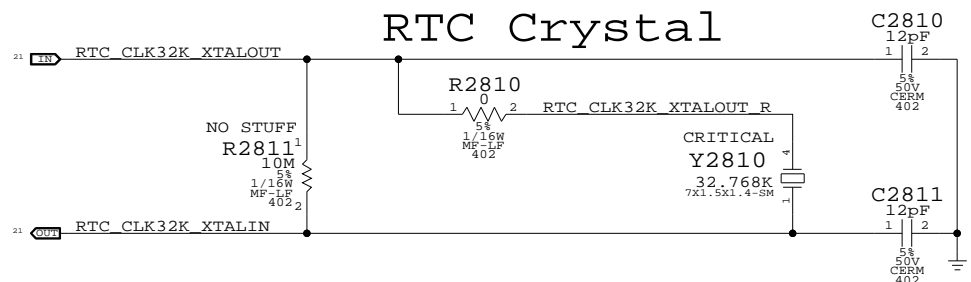 RTC Crystal
21 IN RTC_CLK32K_XTALOUT
C2810
12pF
1 2
5%
50V
CERM
402
R2810
0
1 2
5%
1/16W
MF-LF
402
RTC_CLK32K_XTALOUT_R
NO STUFF
R2811
1
10M
5%
1/16W
MF-LF
402
2
CRITICAL
4
Y2810
32.768K
7X1.5X1.4-SM
1
C2811
12pF
1 2
5%
50V
CERM
402
21 OUT RTC_CLK32K_XTALIN